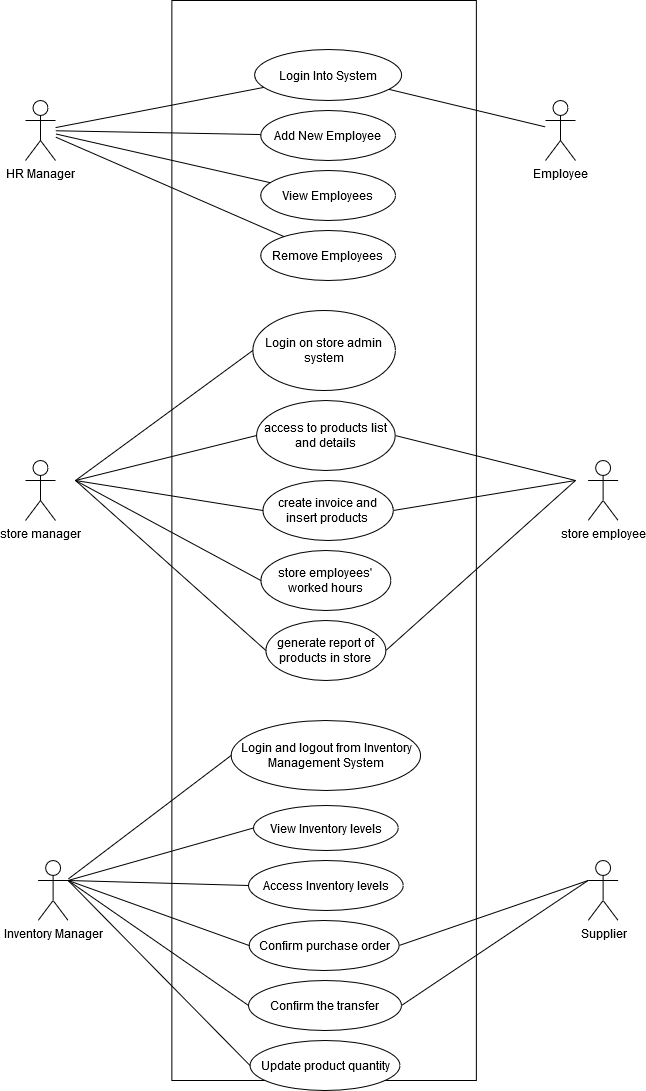 Login Into System
Add New Employee
HR Manager
Employee
View Employees
Remove Employees
Login on store admin
system
access to products list
and details
create invoice and
insert products
store manager
store employee
store employees'
worked hours
generate report of
products in store
Login and logout from Inventory
Management System
View Inventory levels
Access Inventory levels
Inventory Manager
Supplier
Confirm purchase order
Confirm the transfer
Update product quantity